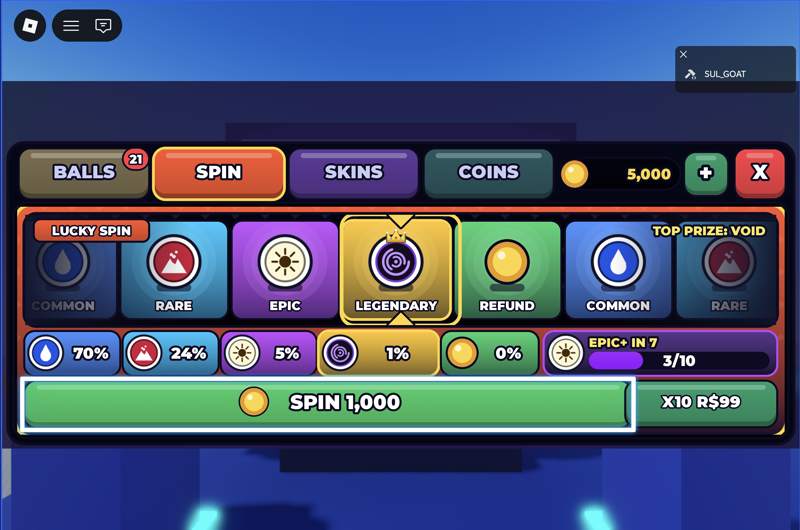 SUL_GOAT
BALLS
21
SPIN
SKINS
COINS
5,000
+
X
LUCKY SPIN
TOP PRIZE: VOID
COMMON
RARE
EPIC
LEGENDARY
REFUND
COMMON
RARE
70%
24%
5%
1%
0%
EPIC+ IN 7
3/10
SPIN 1,000
X10 R$99